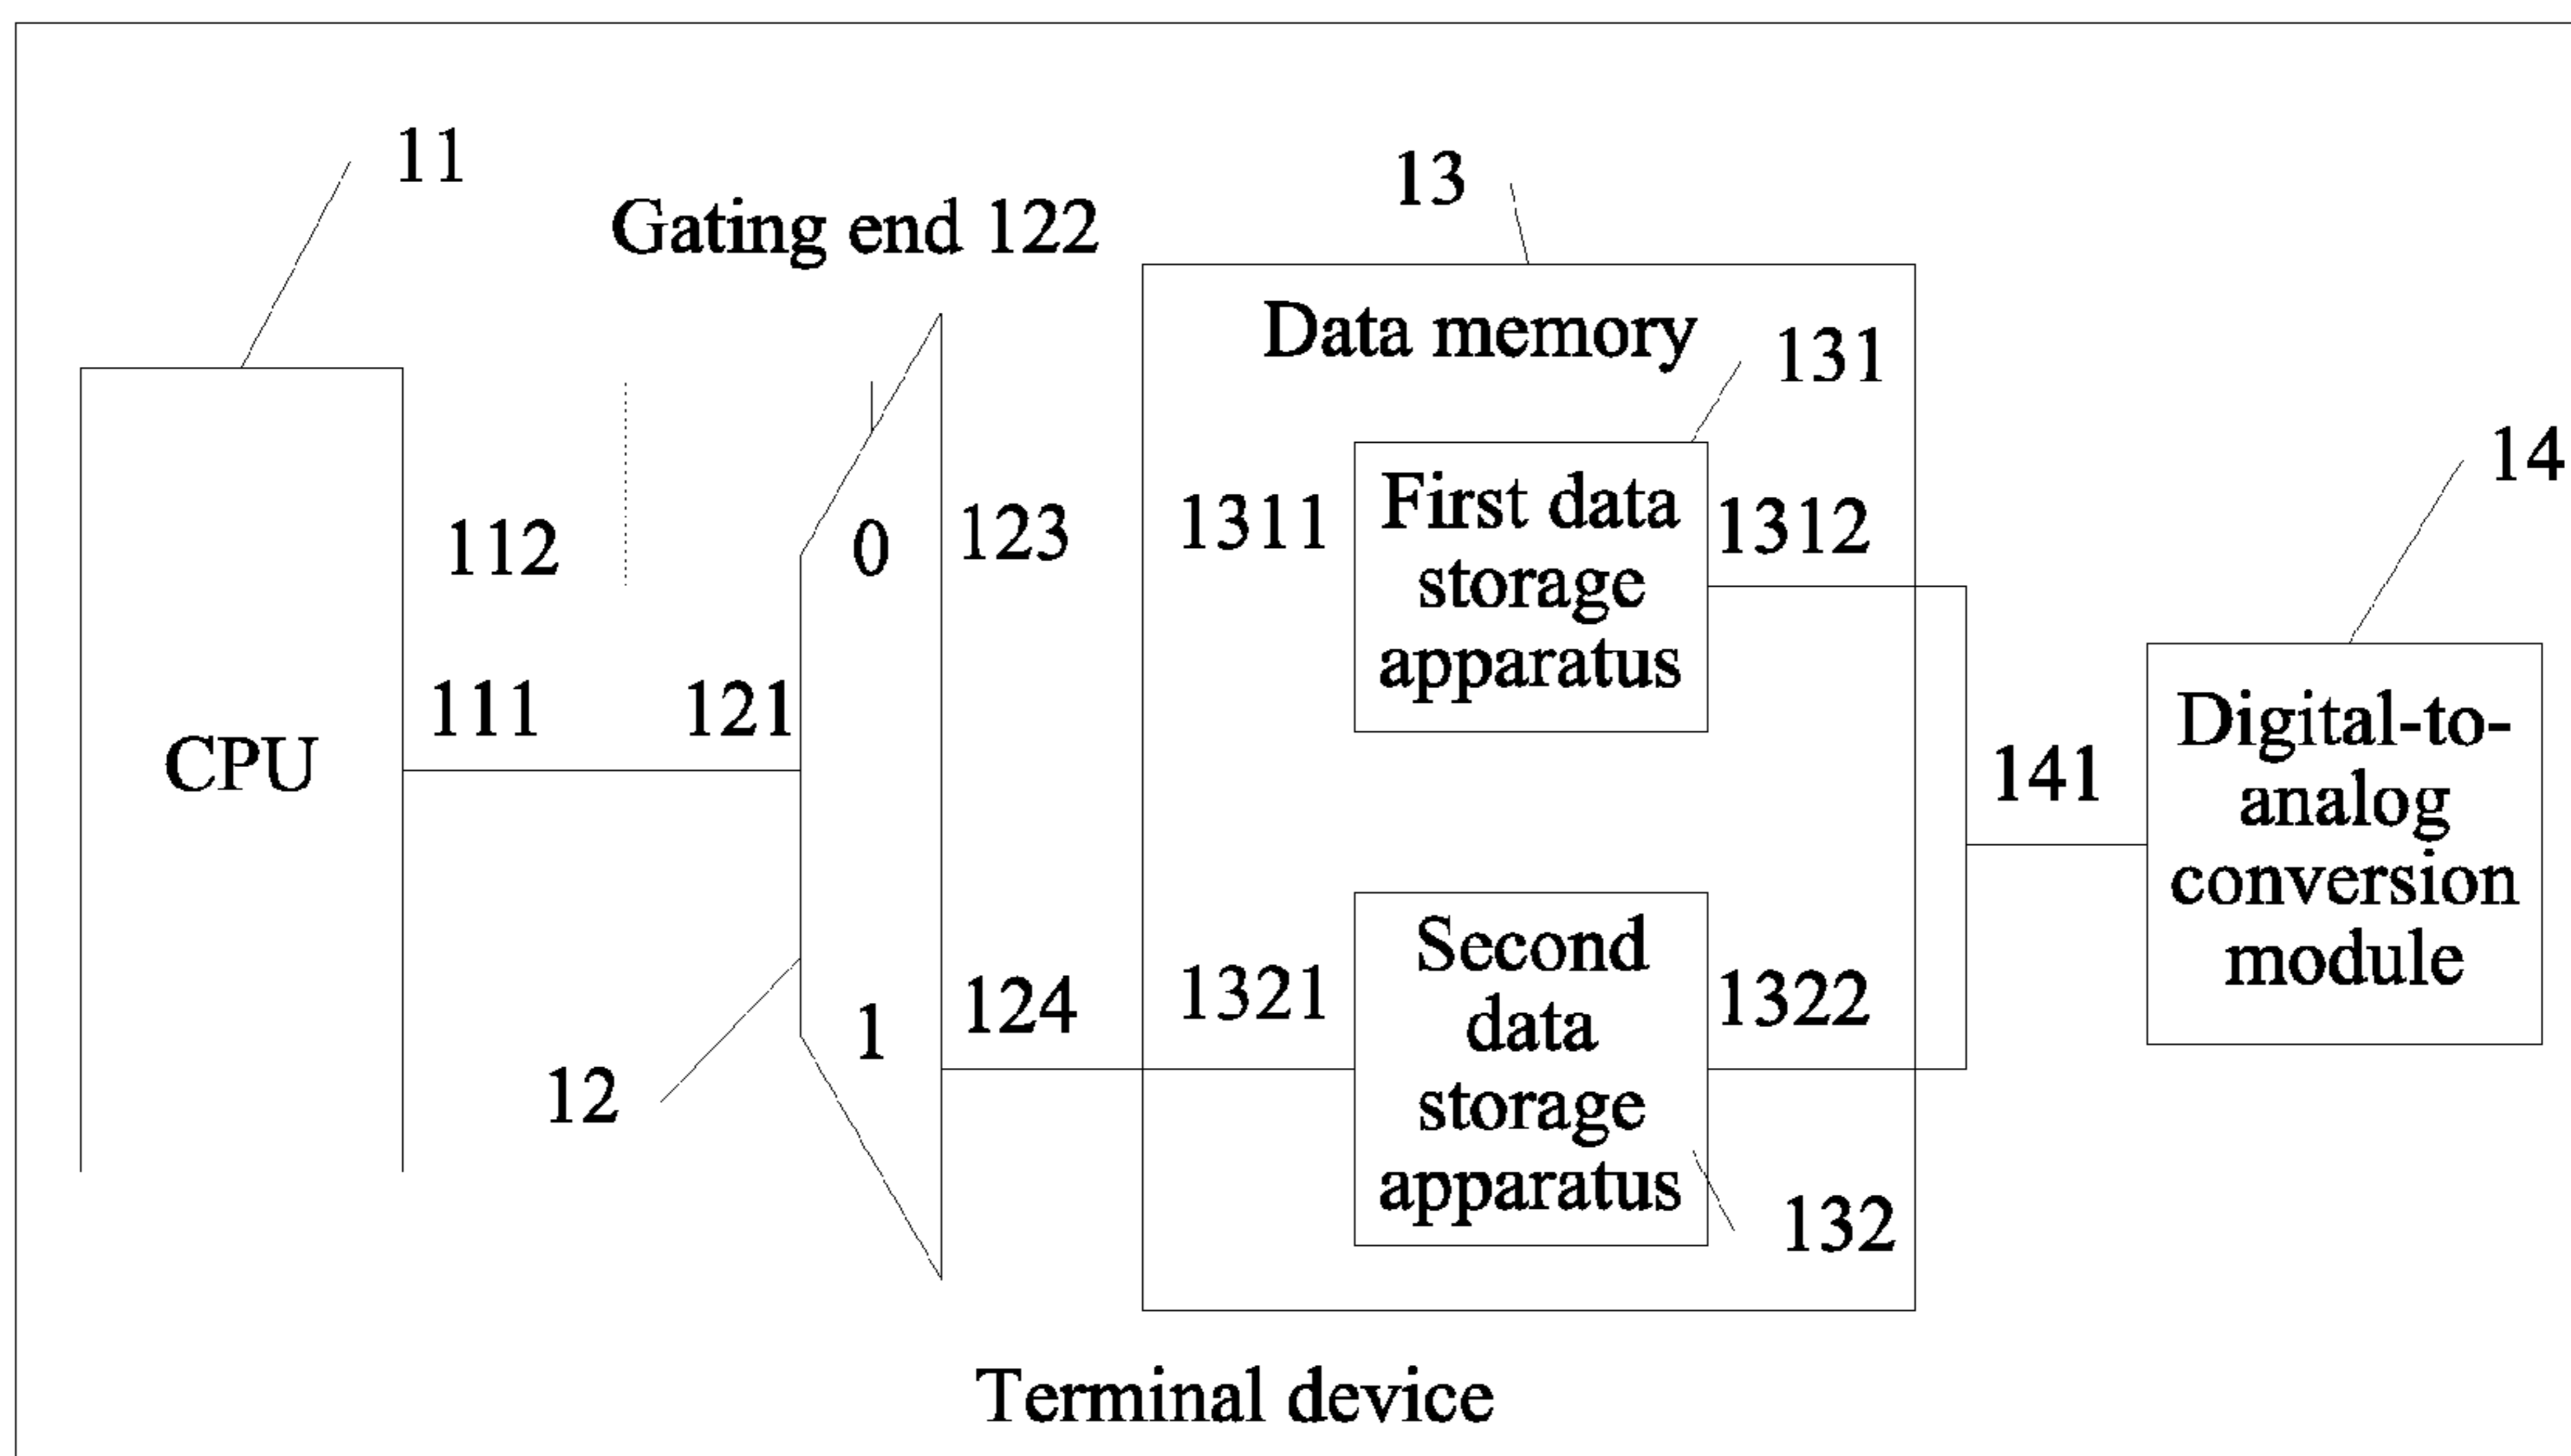 11
Gating end 122
13
Data memory
131
14
112
0
123
1311
First data
storage
apparatus
1312
111
121
CPU
141
Digital-to-
analog
conversion
module
12
1
124
1321
Second
data
storage
apparatus
1322
132
Terminal device